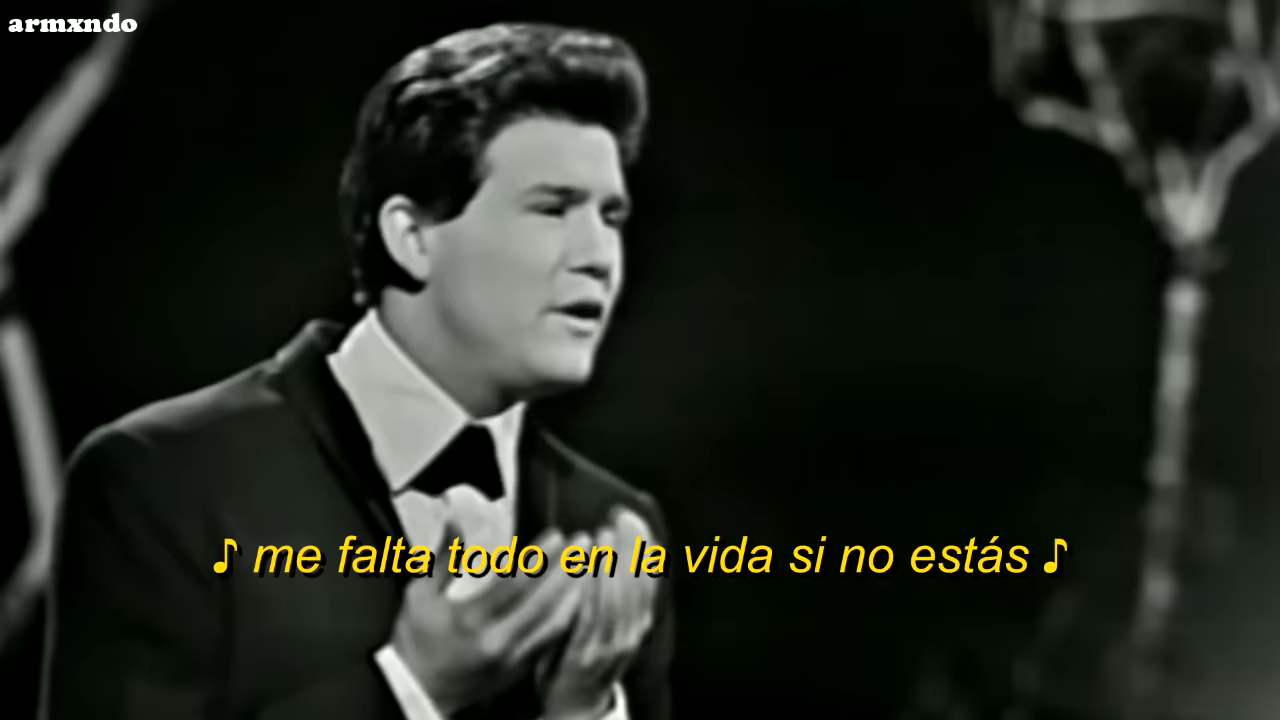 armxndo
♪ me falta todo en la vida si no estás ♪